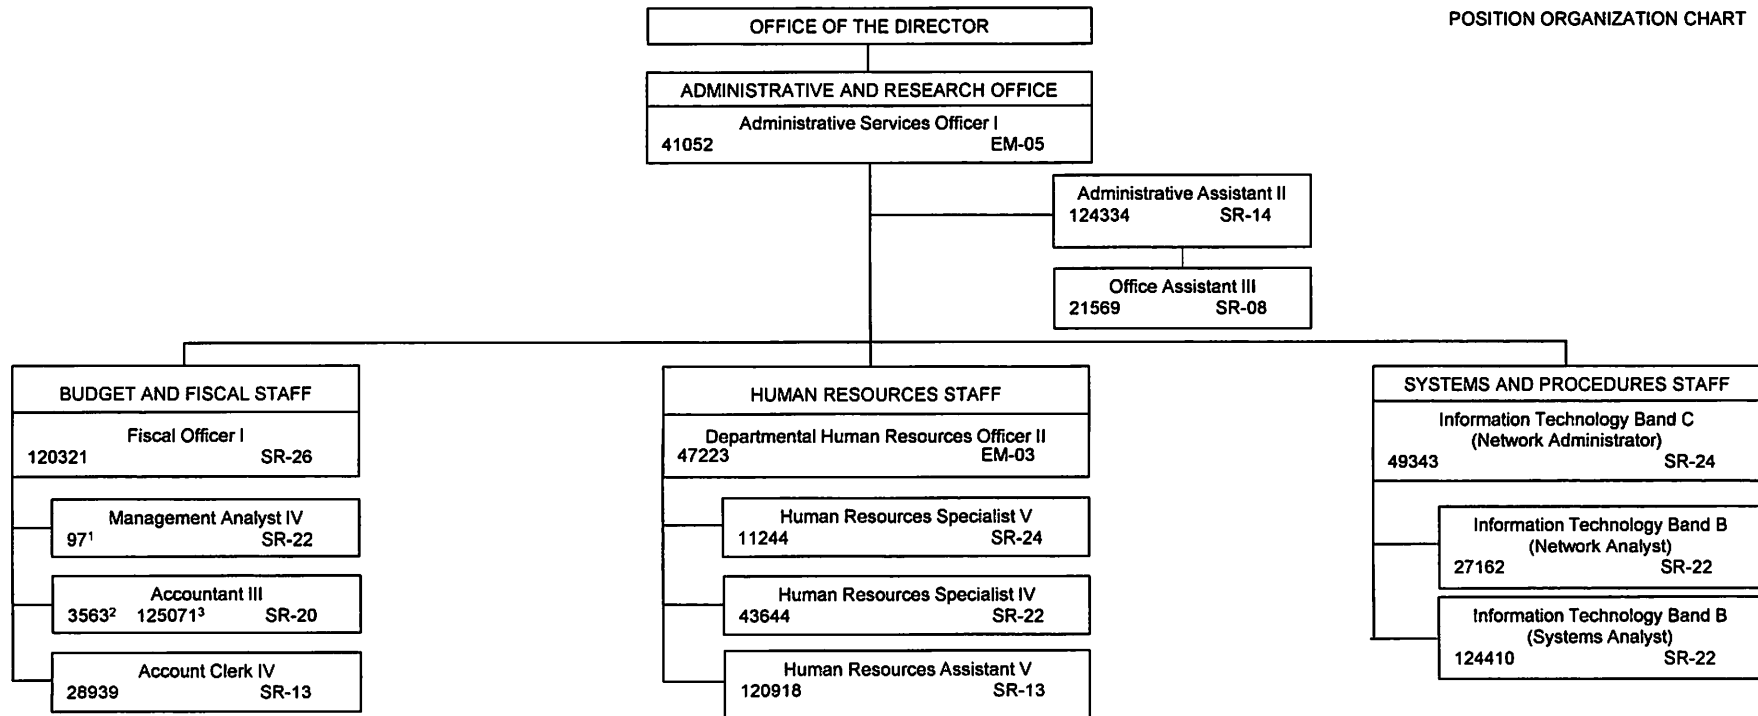 POSITION ORGANIZATION CHART
OFFICE OF THE DIRECTOR
ADMINISTRATIVE AND RESEARCH OFFICE
Administrative Services Officer I
41052 EM-05
Administrative Assistant II
124334 SR-14
Office Assistant III
21569 SR-08
BUDGET AND FISCAL STAFF
Fiscal Officer I
120321 SR-26
Management Analyst IV
97¹ SR-22
Accountant III
3563² 125071³ SR-20
Account Clerk IV
28939 SR-13
HUMAN RESOURCES STAFF
Departmental Human Resources Officer II
47223 EM-03
Human Resources Specialist V
11244 SR-24
Human Resources Specialist IV
43644 SR-22
Human Resources Assistant V
120918 SR-13
SYSTEMS AND PROCEDURES STAFF
Information Technology Band C
(Network Administrator)
49343 SR-24
Information Technology Band B
(Network Analyst)
27162 SR-22
Information Technology Band B
(Systems Analyst)
124410 SR-22